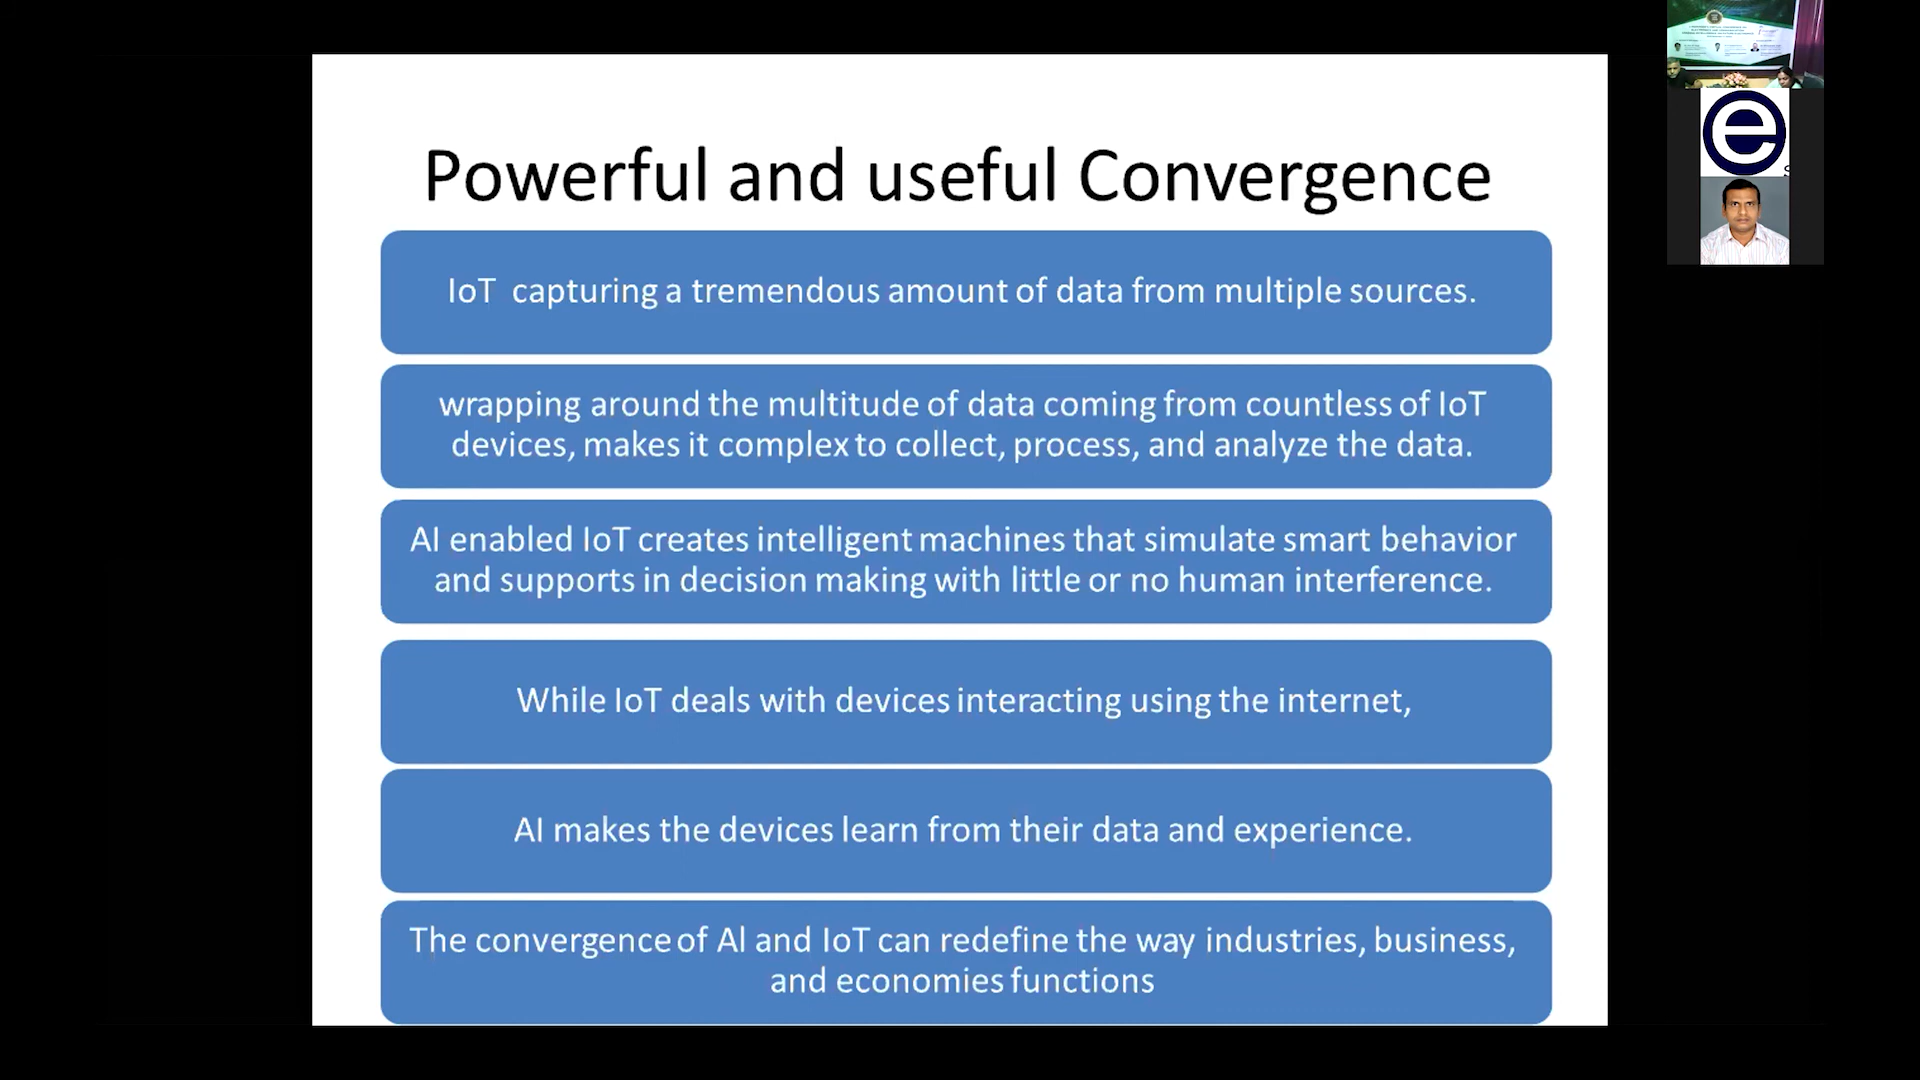 Powerful and useful Convergence
IoT capturing a tremendous amount of data from multiple sources.
wrapping around the multitude of data coming from countless of IoT
devices, makes it complex to collect, process, and analyze the data.
AI enabled IoT creates intelligent machines that simulate smart behavior
and supports in decision making with little or no human interference.
While IoT deals with devices interacting using the internet,
AI makes the devices learn from their data and experience.
The convergence of AI and IoT can redefine the way industries, business,
and economies functions
e